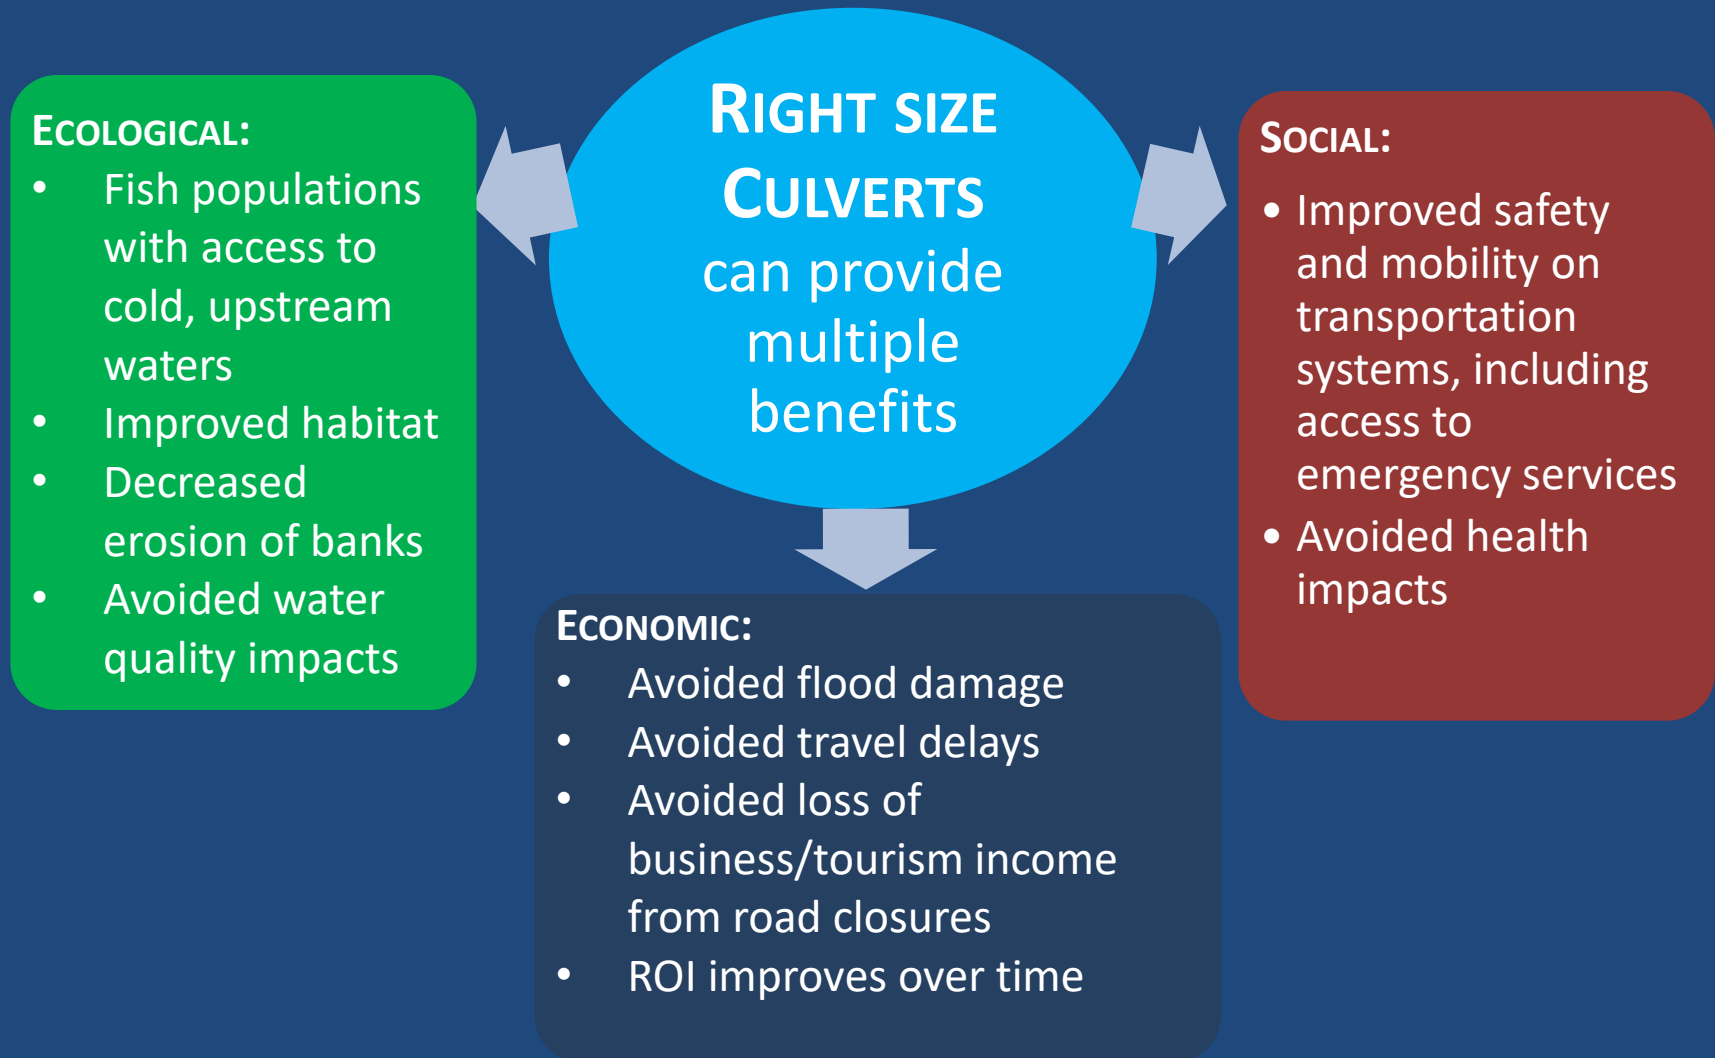 RIGHT SIZE
CULVERTS
can provide
multiple
benefits
ECOLOGICAL:
• Fish populations
with access to
cold, upstream
waters
• Improved habitat
• Decreased
erosion of banks
• Avoided water
quality impacts
SOCIAL:
• Improved safety
and mobility on
transportation
systems, including
access to
emergency services
• Avoided health
impacts
ECONOMIC:
• Avoided flood damage
• Avoided travel delays
• Avoided loss of
business/tourism income
from road closures
• ROI improves over time